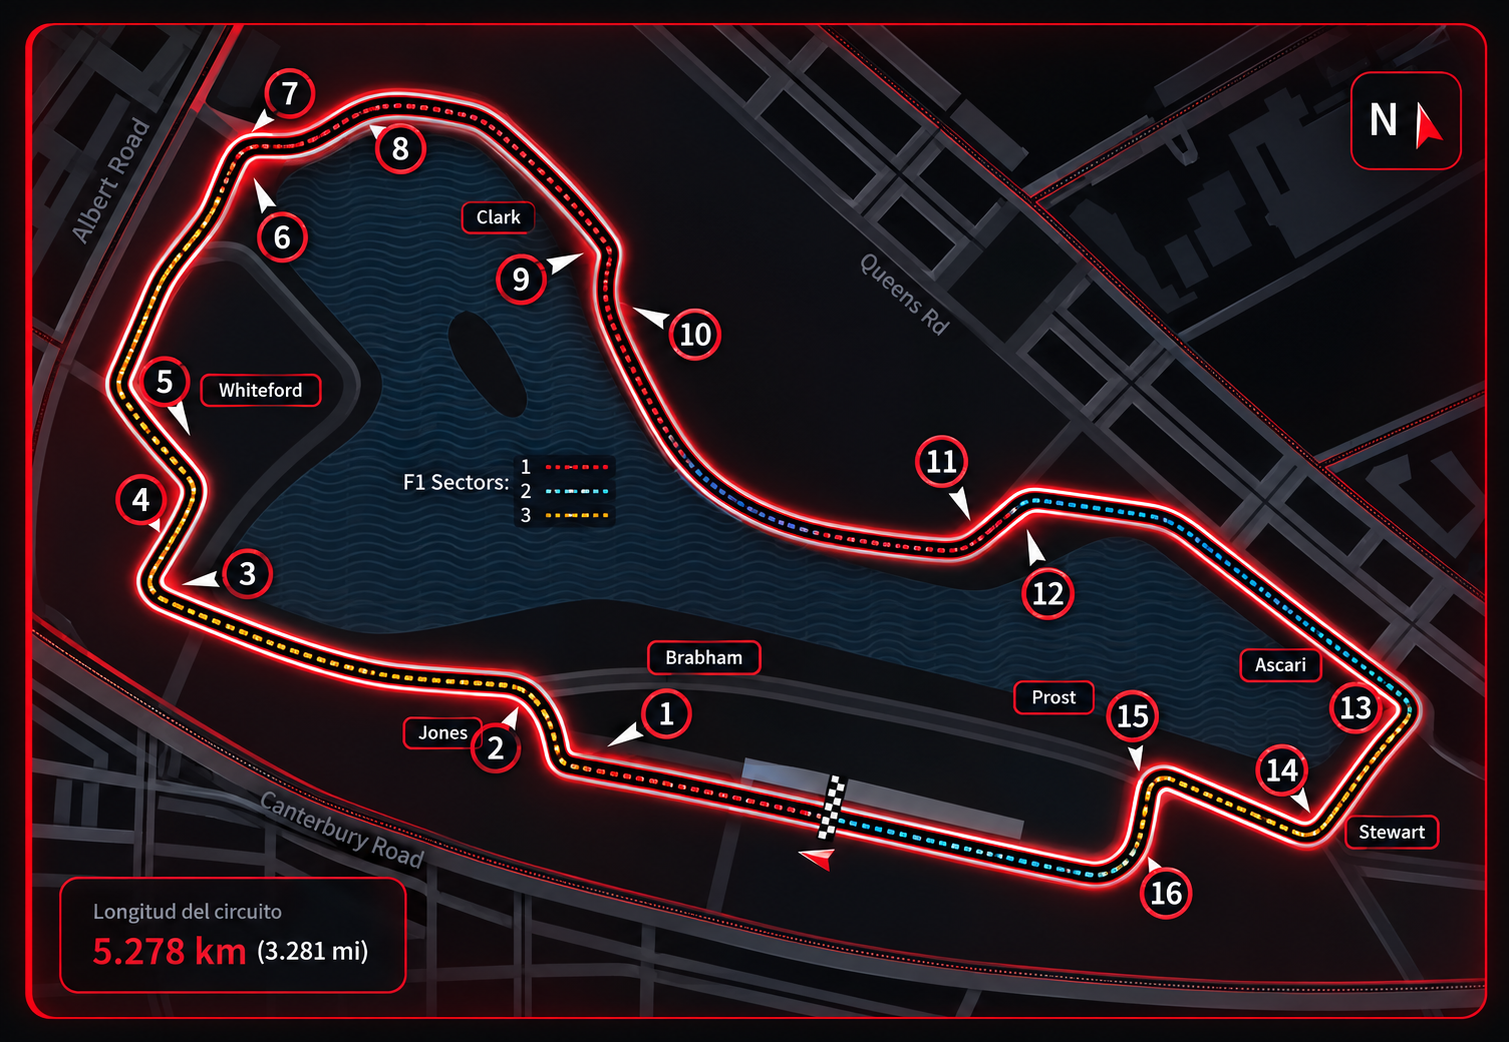 7
N
8
Albert Road
Clark
6
9
Queens Rd
10
5
Whiteford
11
F1 Sectors:
1
2
3
4
3
12
Brabham
Ascari
Prost
1
15
13
Jones
2
14
Canterbury Road
Stewart
16
Longitud del circuito
5.278 km (3.281 mi)